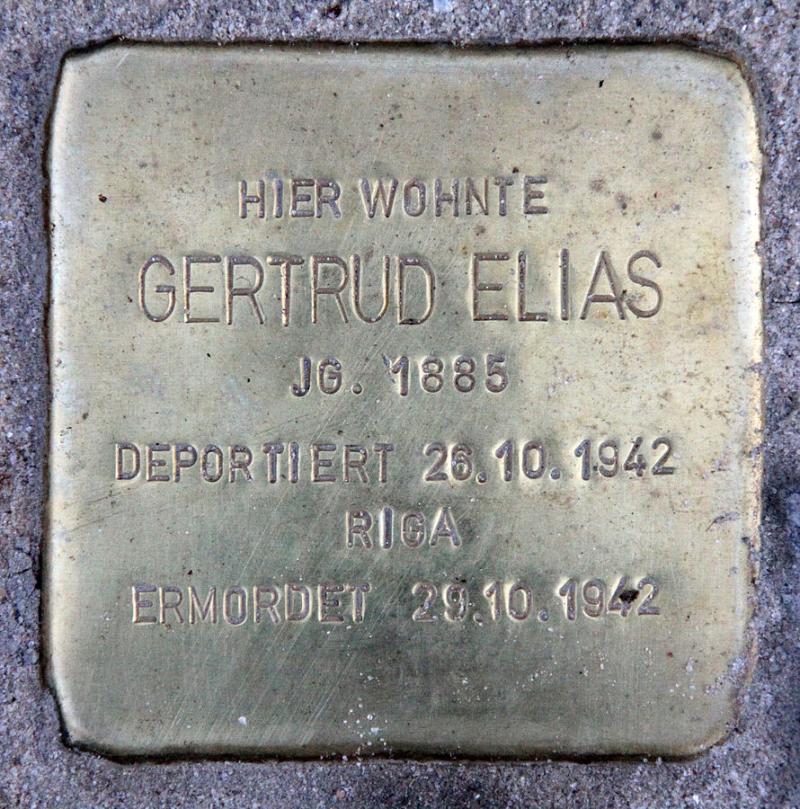 HIER WOHNTE
GERTRUD ELIAS
JG. 1885
DEPORTIERT 26.10.1942
RIGA
ERMORDET 29.10.1942